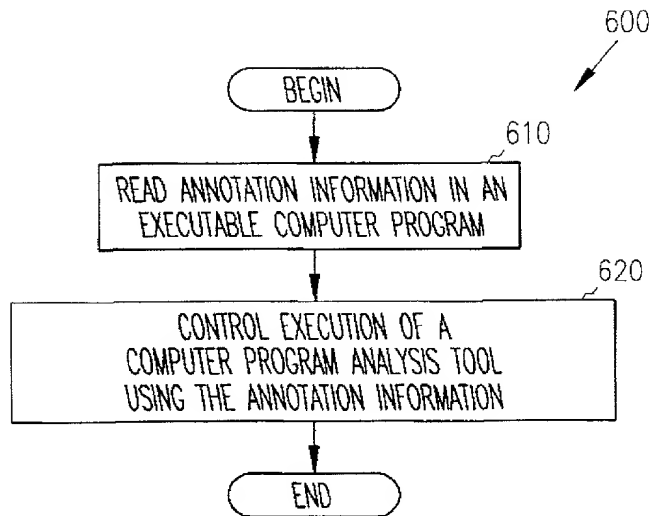 600
BEGIN
610
READ ANNOTATION INFORMATION IN AN
EXECUTABLE COMPUTER PROGRAM
620
CONTROL EXECUTION OF A
COMPUTER PROGRAM ANALYSIS TOOL
USING THE ANNOTATION INFORMATION
END